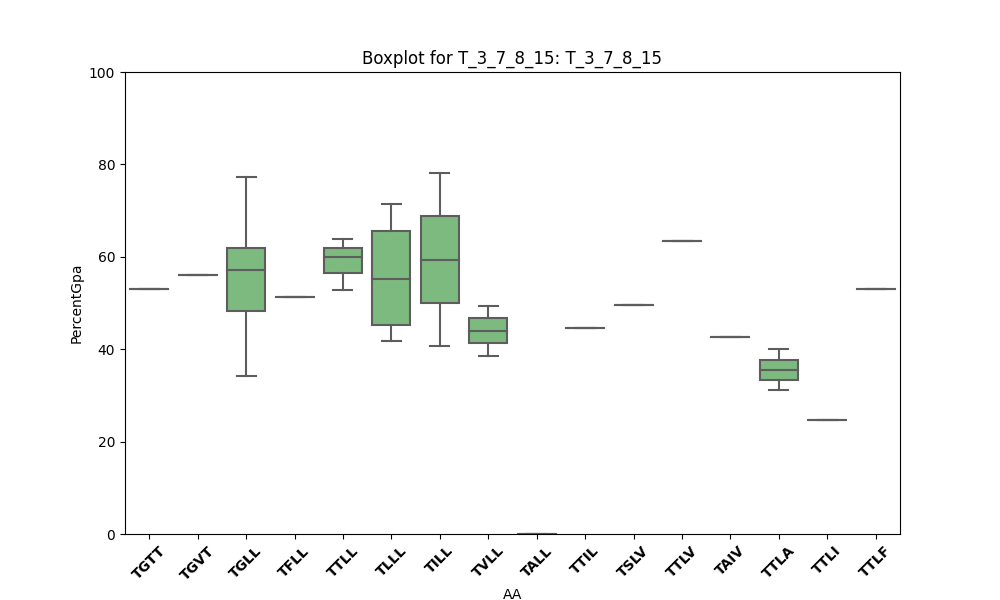 Boxplot for T_3_7_8_15: T_3_7_8_15
100
80
60
40
20
0
PercentGpa
TGTT TGVT TGLL TFLL TTLL TLLL TILL TVLL TALL TTIL TSLV TTLV TAIV TTLA TTLI TTLF
AA